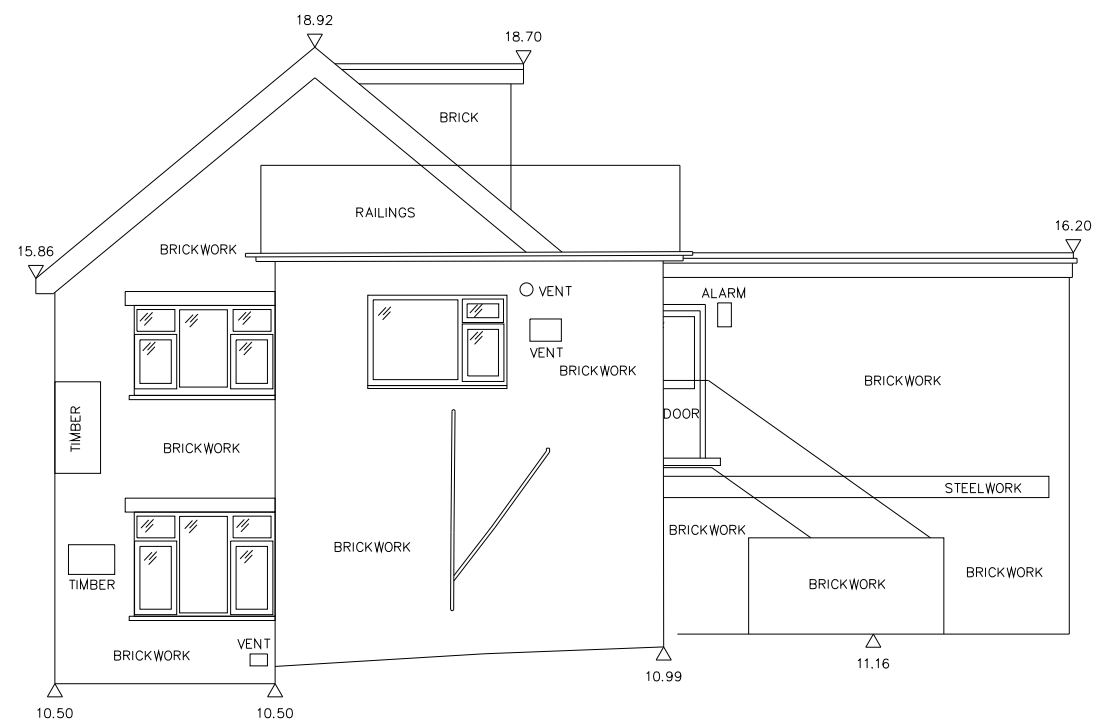 18.92
18.70
BRICK
RAILINGS
15.86
BRICKWORK
16.20
VENT
ALARM
VENT
BRICKWORK
BRICKWORK
TIMBER
DOOR
BRICKWORK
STEELWORK
BRICKWORK
BRICKWORK
BRICKWORK
TIMBER
BRICKWORK
VENT
BRICKWORK
11.16
10.99
10.50
10.50